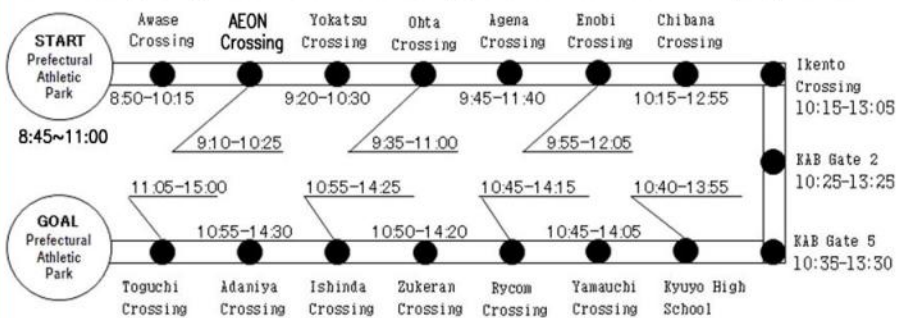 START
Prefectural
Athletic
Park
8:45~11:00
Awase
Crossing
8:50-10:15
AEON
Crossing
9:10-10:25
Yokatsu
Crossing
9:20-10:30
Ohta
Crossing
9:35-11:00
Agena
Crossing
9:45-11:40
Enobi
Crossing
9:55-12:05
Chibana
Crossing
10:15-12:55
Ikento
Crossing
10:15-13:05
KAB Gate 2
10:25-13:25
KAB Gate 5
10:35-13:30
10:40-13:55
Kyuyo High
School
10:45-14:05
Yamauchi
Crossing
10:45-14:15
Rycom
Crossing
10:50-14:20
Zukeran
Crossing
10:55-14:25
Ishinda
Crossing
10:55-14:30
Adaniya
Crossing
11:05-15:00
Toguchi
Crossing
GOAL
Prefectural
Athletic
Park